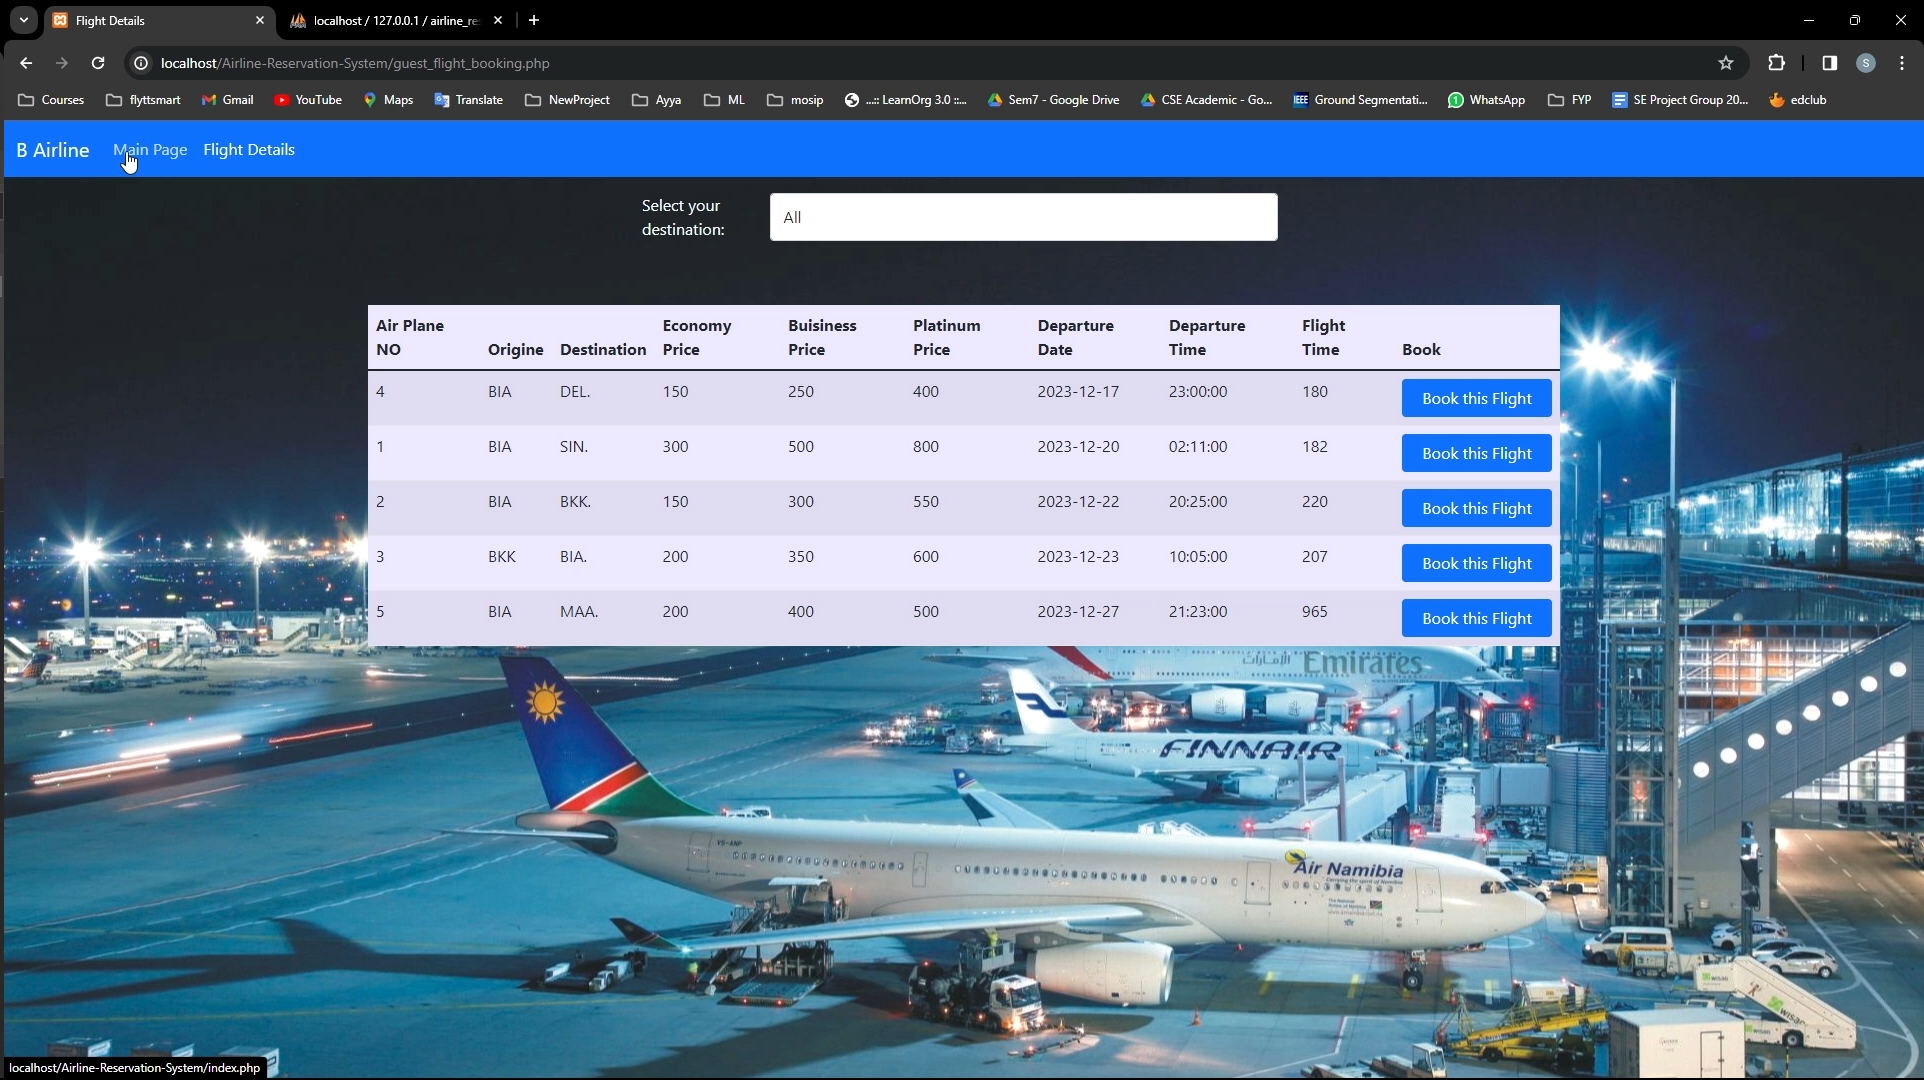 Flight Details
localhost / 127.0.0.1 / airline_re
localhost/Airline-Reservation-System/guest_flight_booking.php
S
Courses flyttsmart Gmail YouTube Maps Translate NewProject Ayya ML mosip ...:: LearnOrg 3.0 ::... Sem7 - Google Drive CSE Academic - Go... IEEE Ground Segmentati... 1 WhatsApp FYP SE Project Group 20... edclub
B Airline Main Page Flight Details
Select your
destination:
All
Air Plane NO Origine Destination Economy Price Buisiness Price Platinum Price Departure Date Departure Time Flight Time Book
4 BIA DEL. 150 250 400 2023-12-17 23:00:00 180 Book this Flight
1 BIA SIN. 300 500 800 2023-12-20 02:11:00 182 Book this Flight
2 BIA BKK. 150 300 550 2023-12-22 20:25:00 220 Book this Flight
3 BKK BIA. 200 350 600 2023-12-23 10:05:00 207 Book this Flight
5 BIA MAA. 200 400 500 2023-12-27 21:23:00 965 Book this Flight
Emirates
FINNAIR
Air Namibia
localhost/Airline-Reservation-System/index.php